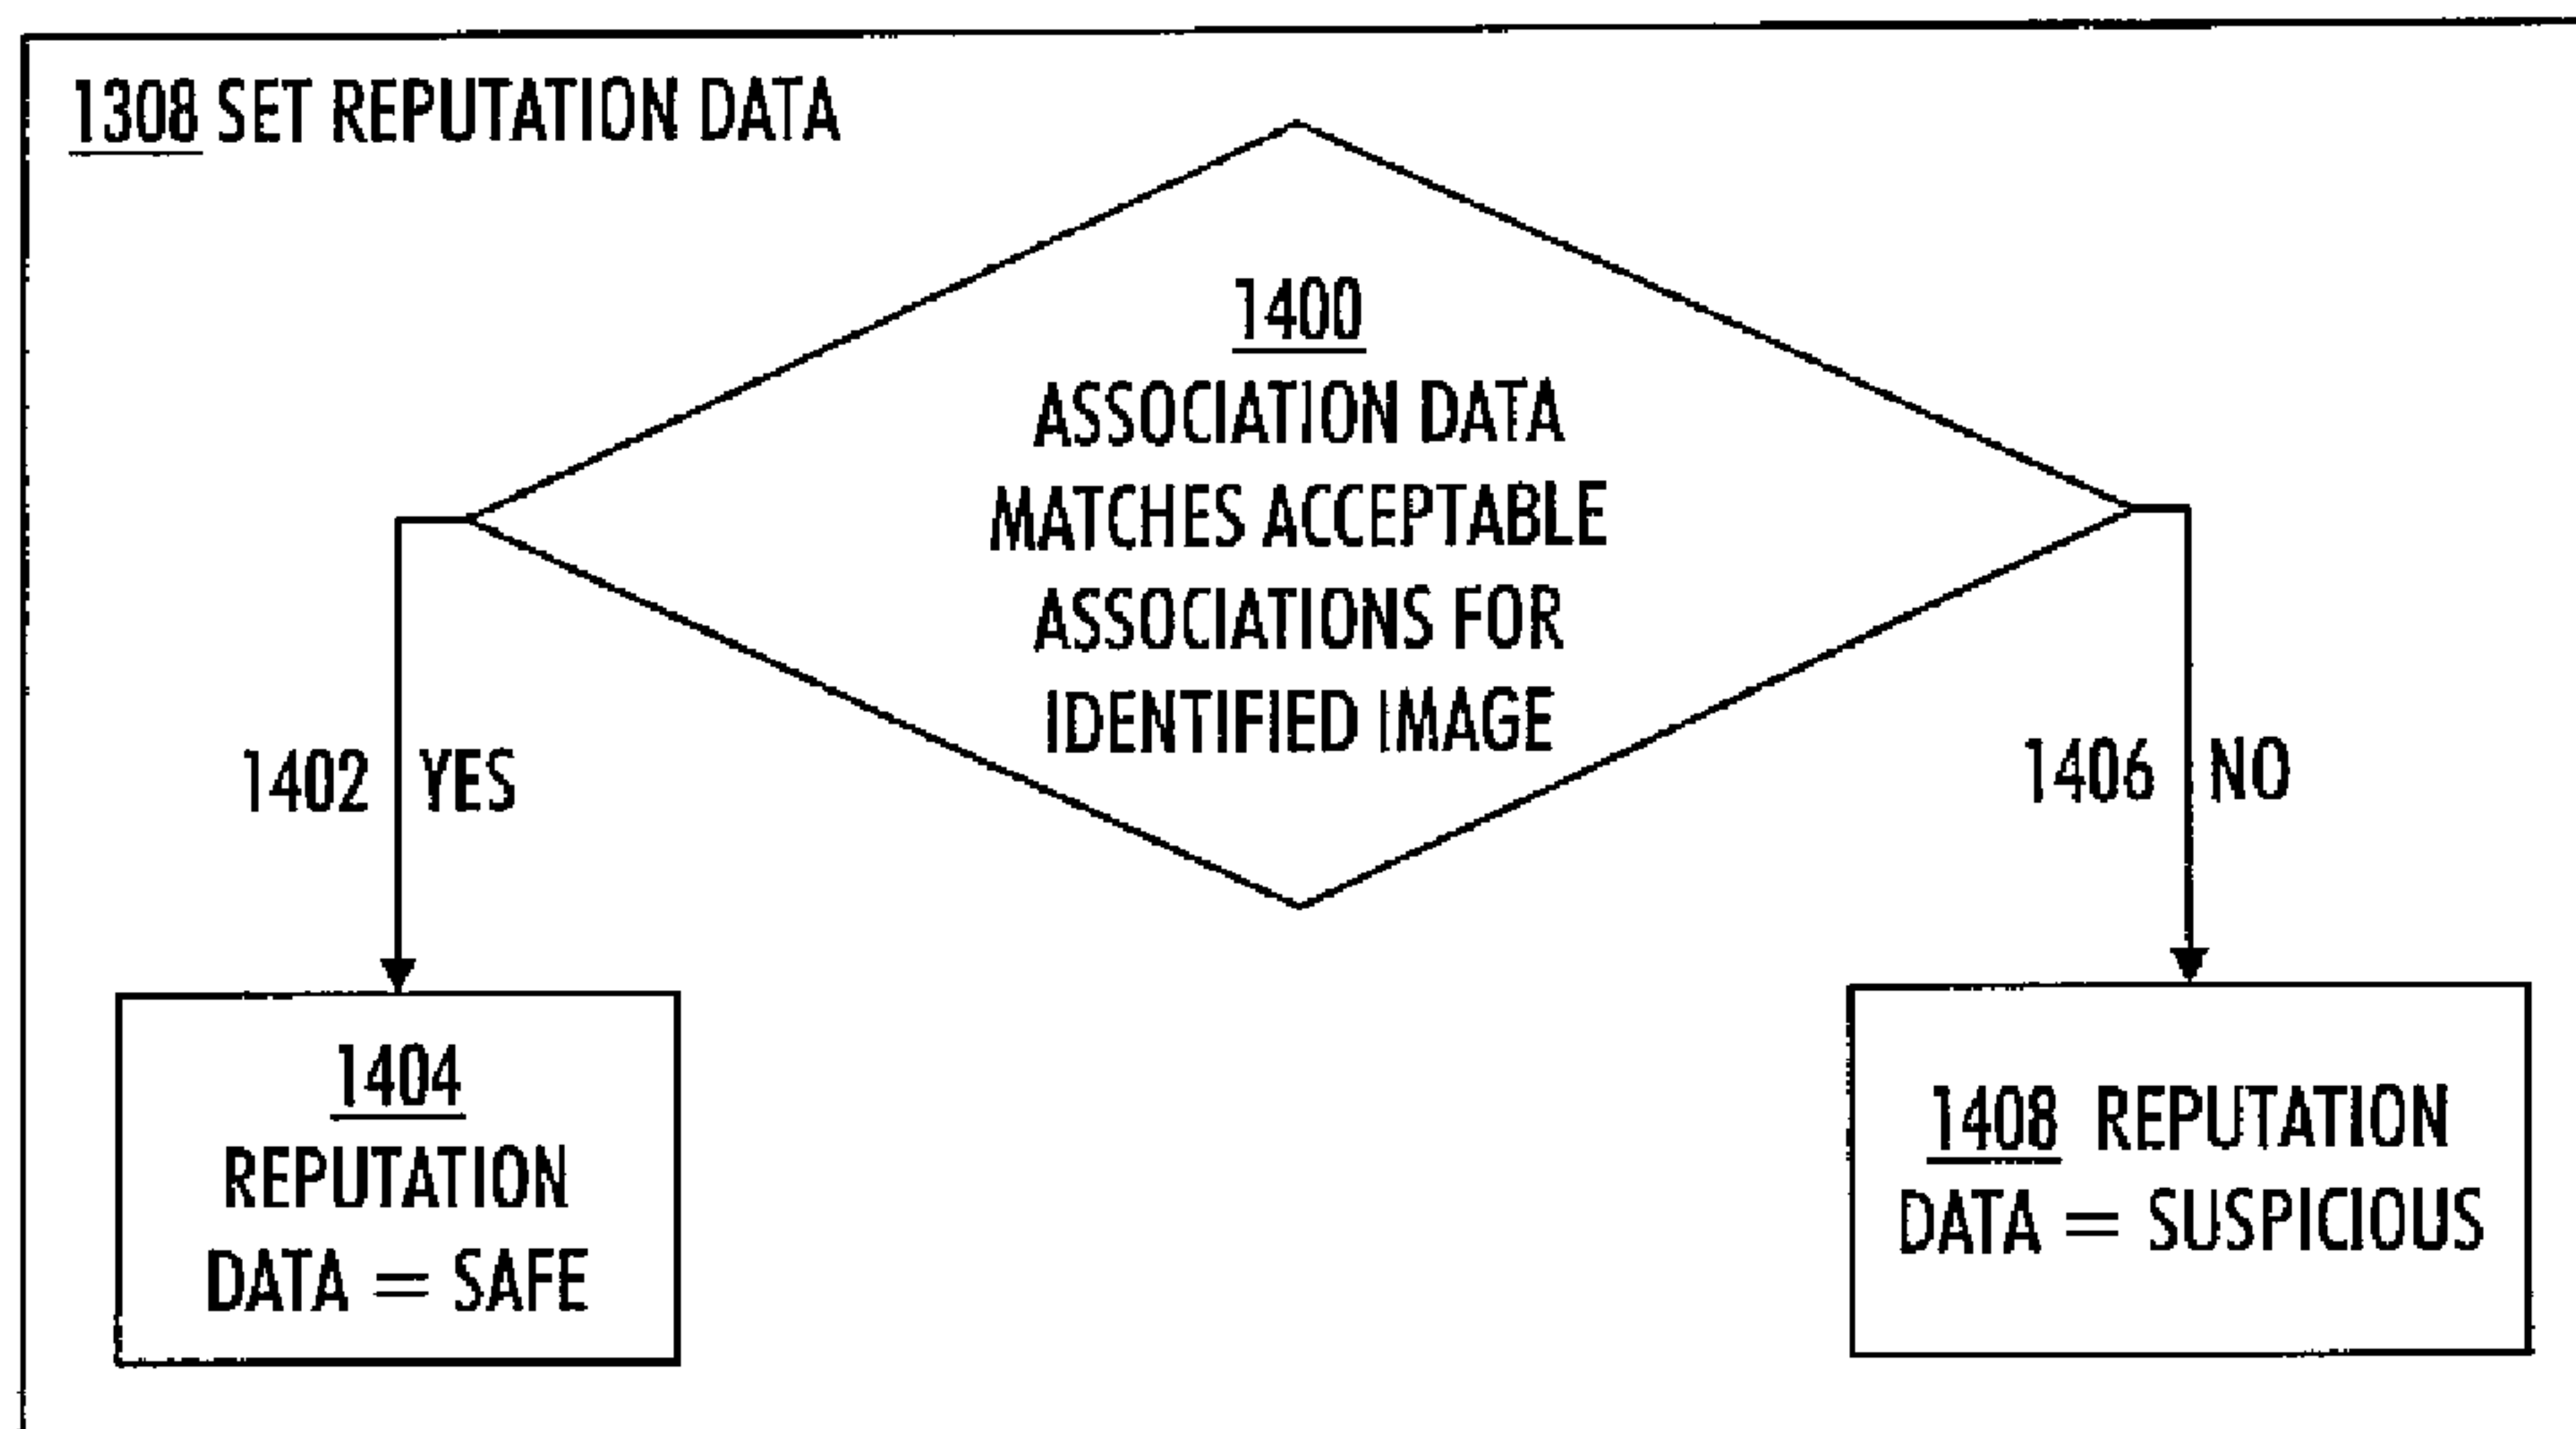 1308 SET REPUTATION DATA
1400
ASSOCIATION DATA
MATCHES ACCEPTABLE
ASSOCIATIONS FOR
IDENTIFIED IMAGE
1402 YES
1406 NO
1404
REPUTATION
DATA = SAFE
1408 REPUTATION
DATA = SUSPICIOUS